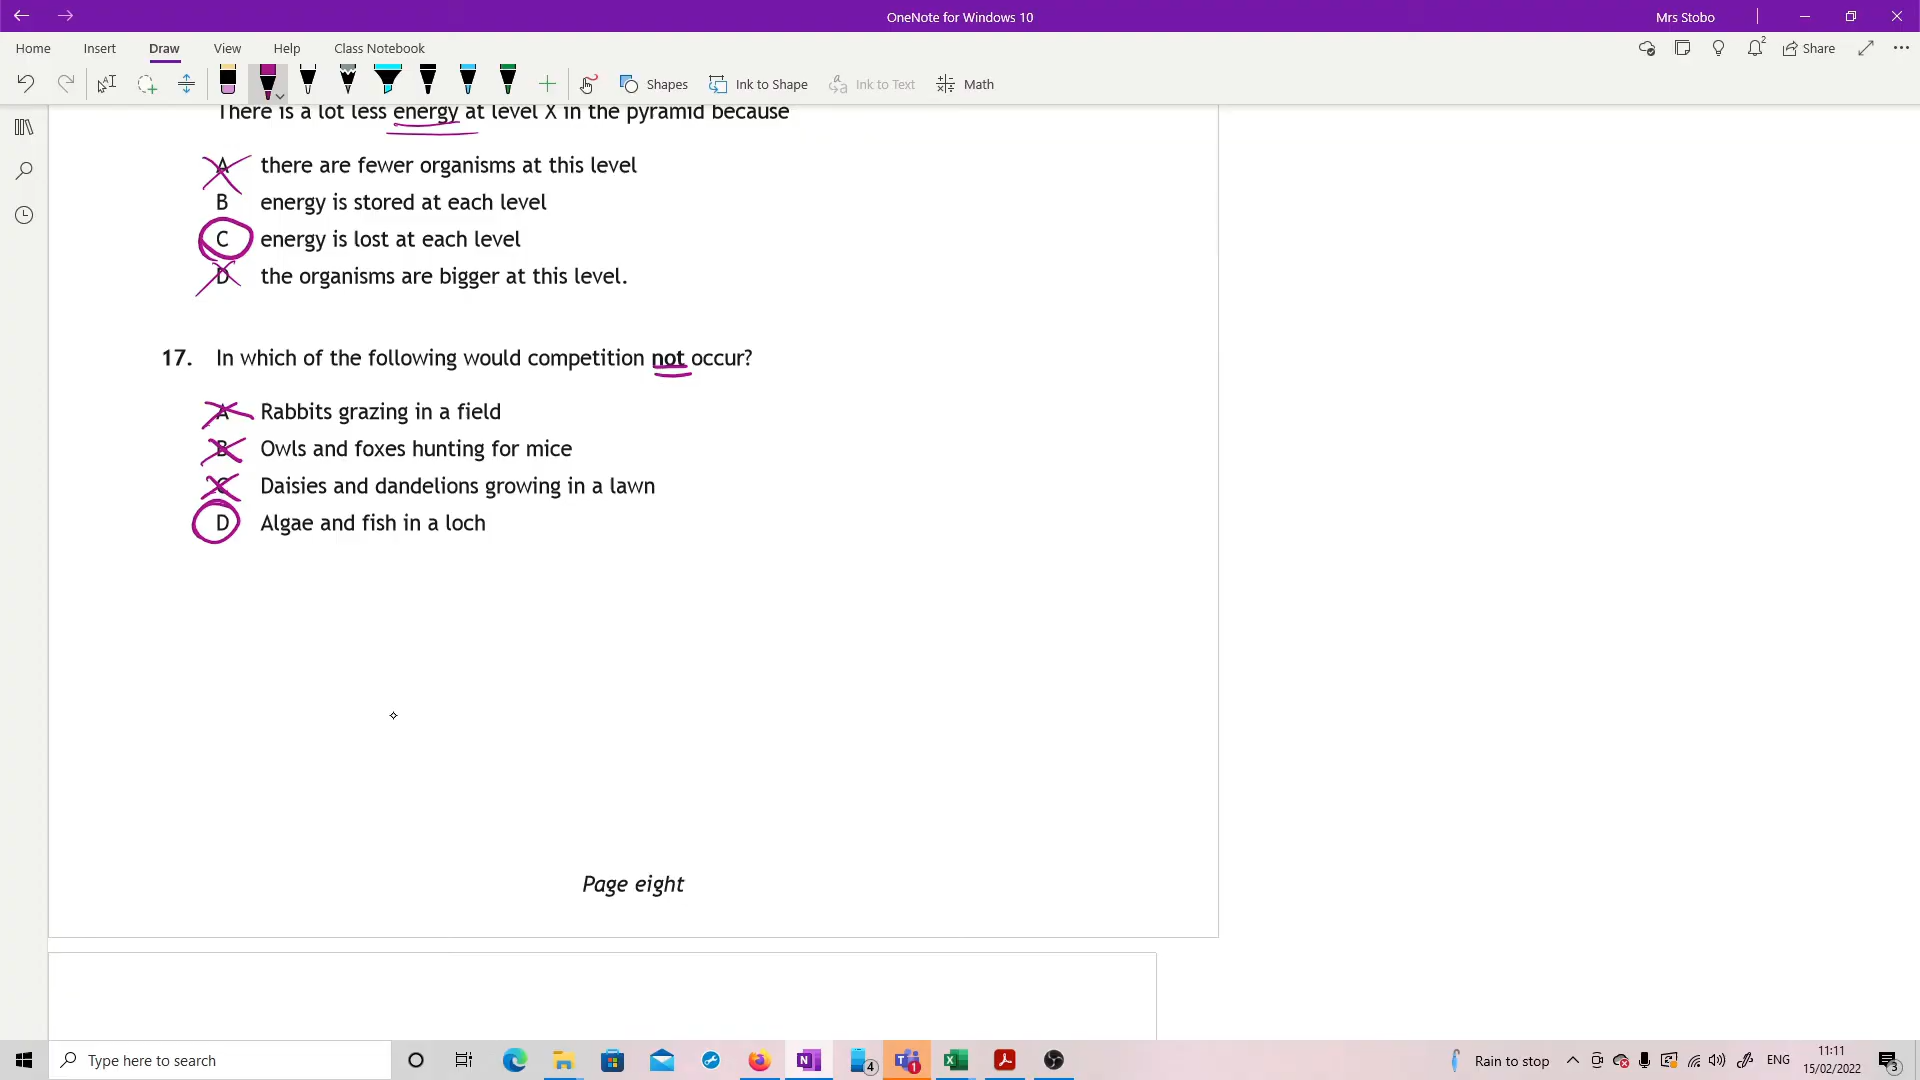 OneNote for Windows 10
Mrs Stobo
Home Insert Draw View Help Class Notebook
2
Share
Shapes Ink to Shape Ink to Text Math
There is a lot less energy at level X in the pyramid because
A there are fewer organisms at this level
B energy is stored at each level
C energy is lost at each level
D the organisms are bigger at this level.
17. In which of the following would competition not occur?
A Rabbits grazing in a field
B Owls and foxes hunting for mice
C Daisies and dandelions growing in a lawn
D Algae and fish in a loch
Page eight
Type here to search
4
1
Rain to stop
ENG
11:11
15/02/2022
3